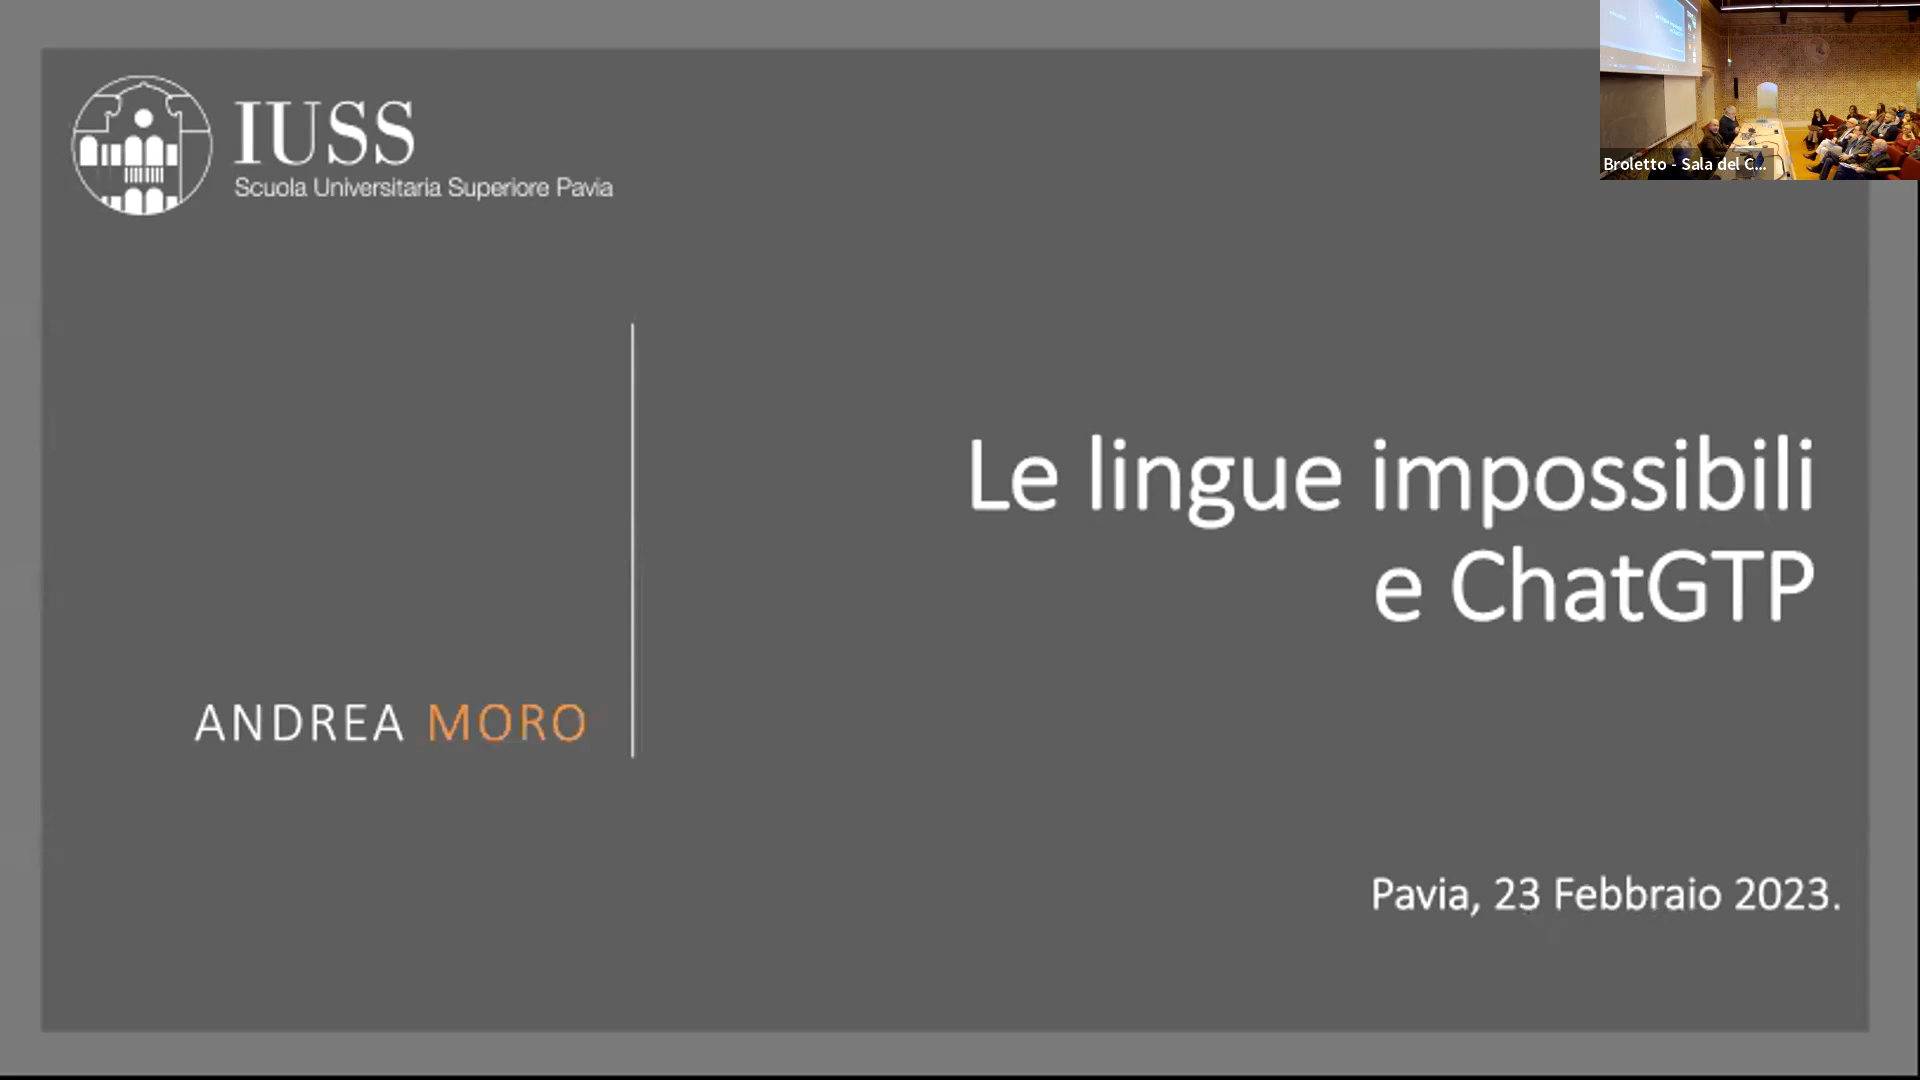 IUSS
Scuola Universitaria Superiore Pavia
Broletto - Sala del C...
Le lingue impossibili
e ChatGTP
ANDREA MORO
Pavia, 23 Febbraio 2023.